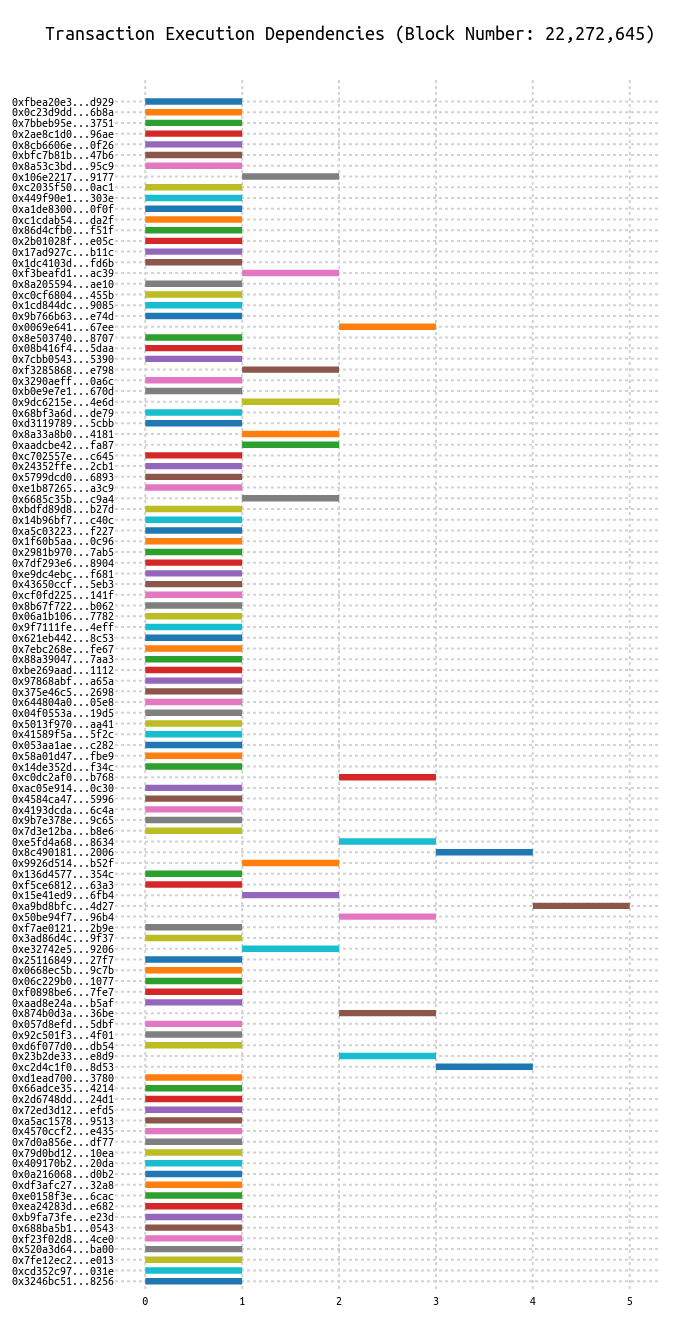 Transaction Execution Dependencies (Block Number: 22,272,645)
0xfbea20e3...d929
0x0c23d9dd...6b8a
0x7bbeb95e...3751
0x2ae8c1d0...96ae
0x8cb6606e...0f26
0xbfc7b81b...47b6
0x8a53c3bd...95c9
0x106e2217...9177
0xc2035f50...0ac1
0x449f90e1...303e
0xa1de8300...0f0f
0xc1cdab54...da2f
0x86d4cfb0...f51f
0x2b01028f...e05c
0x17ad927c...b11c
0x1dc4103d...fd6b
0xf3beafd1...ac39
0x8a205594...ae10
0xc0cf6804...455b
0x1cd844dc...9085
0x9b766b63...e74d
0x0069e641...67ee
0x8e503740...8707
0x08b416f4...5daa
0x7cbb0543...5390
0xf3285868...e798
0x3290aeff...0a6c
0xb0e9e7e1...670d
0x9dc6215e...4e6d
0x68bf3a6d...de79
0xd3119789...5cbb
0x8a33a8b0...4181
0xaadcbe42...fa87
0xc702557e...c645
0x24352ffe...2cb1
0x5799dcd0...6893
0xe1b87265...a3c9
0x6685c35b...c9a4
0xbdfd89d8...b27d
0x14b96bf7...c40c
0xa5c03223...f227
0x1f60b5aa...0c96
0x2981b970...7ab5
0x7df293e6...8904
0xe9dc4ebc...f681
0x43650ccf...5eb3
0xcf0fd225...141f
0x8b67f722...b062
0x06a1b106...7782
0x9f7111fe...4eff
0x621eb442...8c53
0x7ebc268e...fe67
0x88a39047...7aa3
0xbe269aad...1112
0x97868abf...a65a
0x375e46c5...2698
0x644804a0...05e8
0x04f0553a...19d5
0x5013f970...aa41
0x41589f5a...5f2c
0x053aa1ae...c282
0x58a01d47...fbe9
0x14de352d...f34c
0xc0dc2af0...b768
0xac05e914...0c30
0x4584ca47...5996
0x4193dcda...6c4a
0x9b7e378e...9c65
0x7d3e12ba...b8e6
0xe5fd4a68...8634
0x8c490181...2006
0x9926d514...b52f
0x136d4577...354c
0xf5ce6812...63a3
0x15e41ed9...6fb4
0xa9bd8bfc...4d27
0x50be94f7...96b4
0xf7ae0121...2b9e
0x3ad86d4c...9f37
0xe32742e5...9206
0x25116849...27f7
0x0668ec5b...9c7b
0x06c229b0...1077
0xf0898be6...7fe7
0xaad8e24a...b5af
0x874b0d3a...36be
0x057d8efd...5dbf
0x92c501f3...4f01
0xd6f077d0...db54
0x23b2de33...e8d9
0xc2d4c1f0...8d53
0xd1ead700...3780
0x66adce35...4214
0x2d6748dd...24d1
0x72ed3d12...efd5
0xa5ac1578...9513
0x4570ccf2...e435
0x7d0a856e...df77
0x79d0bd12...10ea
0x409170b2...20da
0x0a216068...d0b2
0xdf3afc27...32a8
0xe0158f3e...6cac
0xea24283d...e682
0xb9fa73fe...e23d
0x688ba5b1...0543
0xf23f02d8...4ce0
0x520a3d64...ba00
0x7fe12ec2...e013
0xcd352c97...031e
0x3246bc51...8256
0 1 2 3 4 5